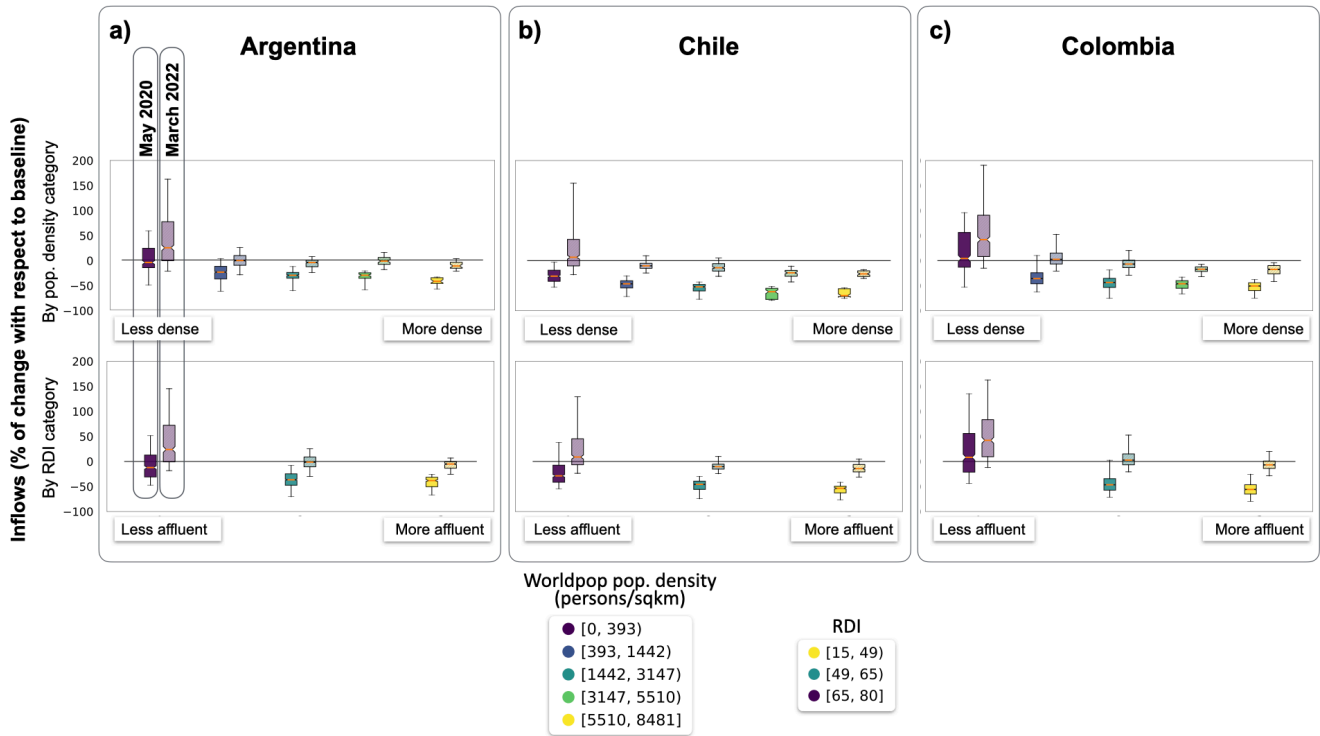 a)
Argentina
b)
Chile
c)
Colombia
Inflows (% of change with respect to baseline)
By pop. density category
May 2020
March 2022
200
150
100
50
0
−50
−100
Less dense
More dense
Less dense
More dense
Less dense
More dense
By RDI category
200
150
100
50
0
−50
−100
Less affluent
More affluent
Less affluent
More affluent
Less affluent
More affluent
Worldpop pop. density
(persons/sqkm)
[0, 393)
[393, 1442)
[1442, 3147)
[3147, 5510)
[5510, 8481]
RDI
[15, 49)
[49, 65)
[65, 80]